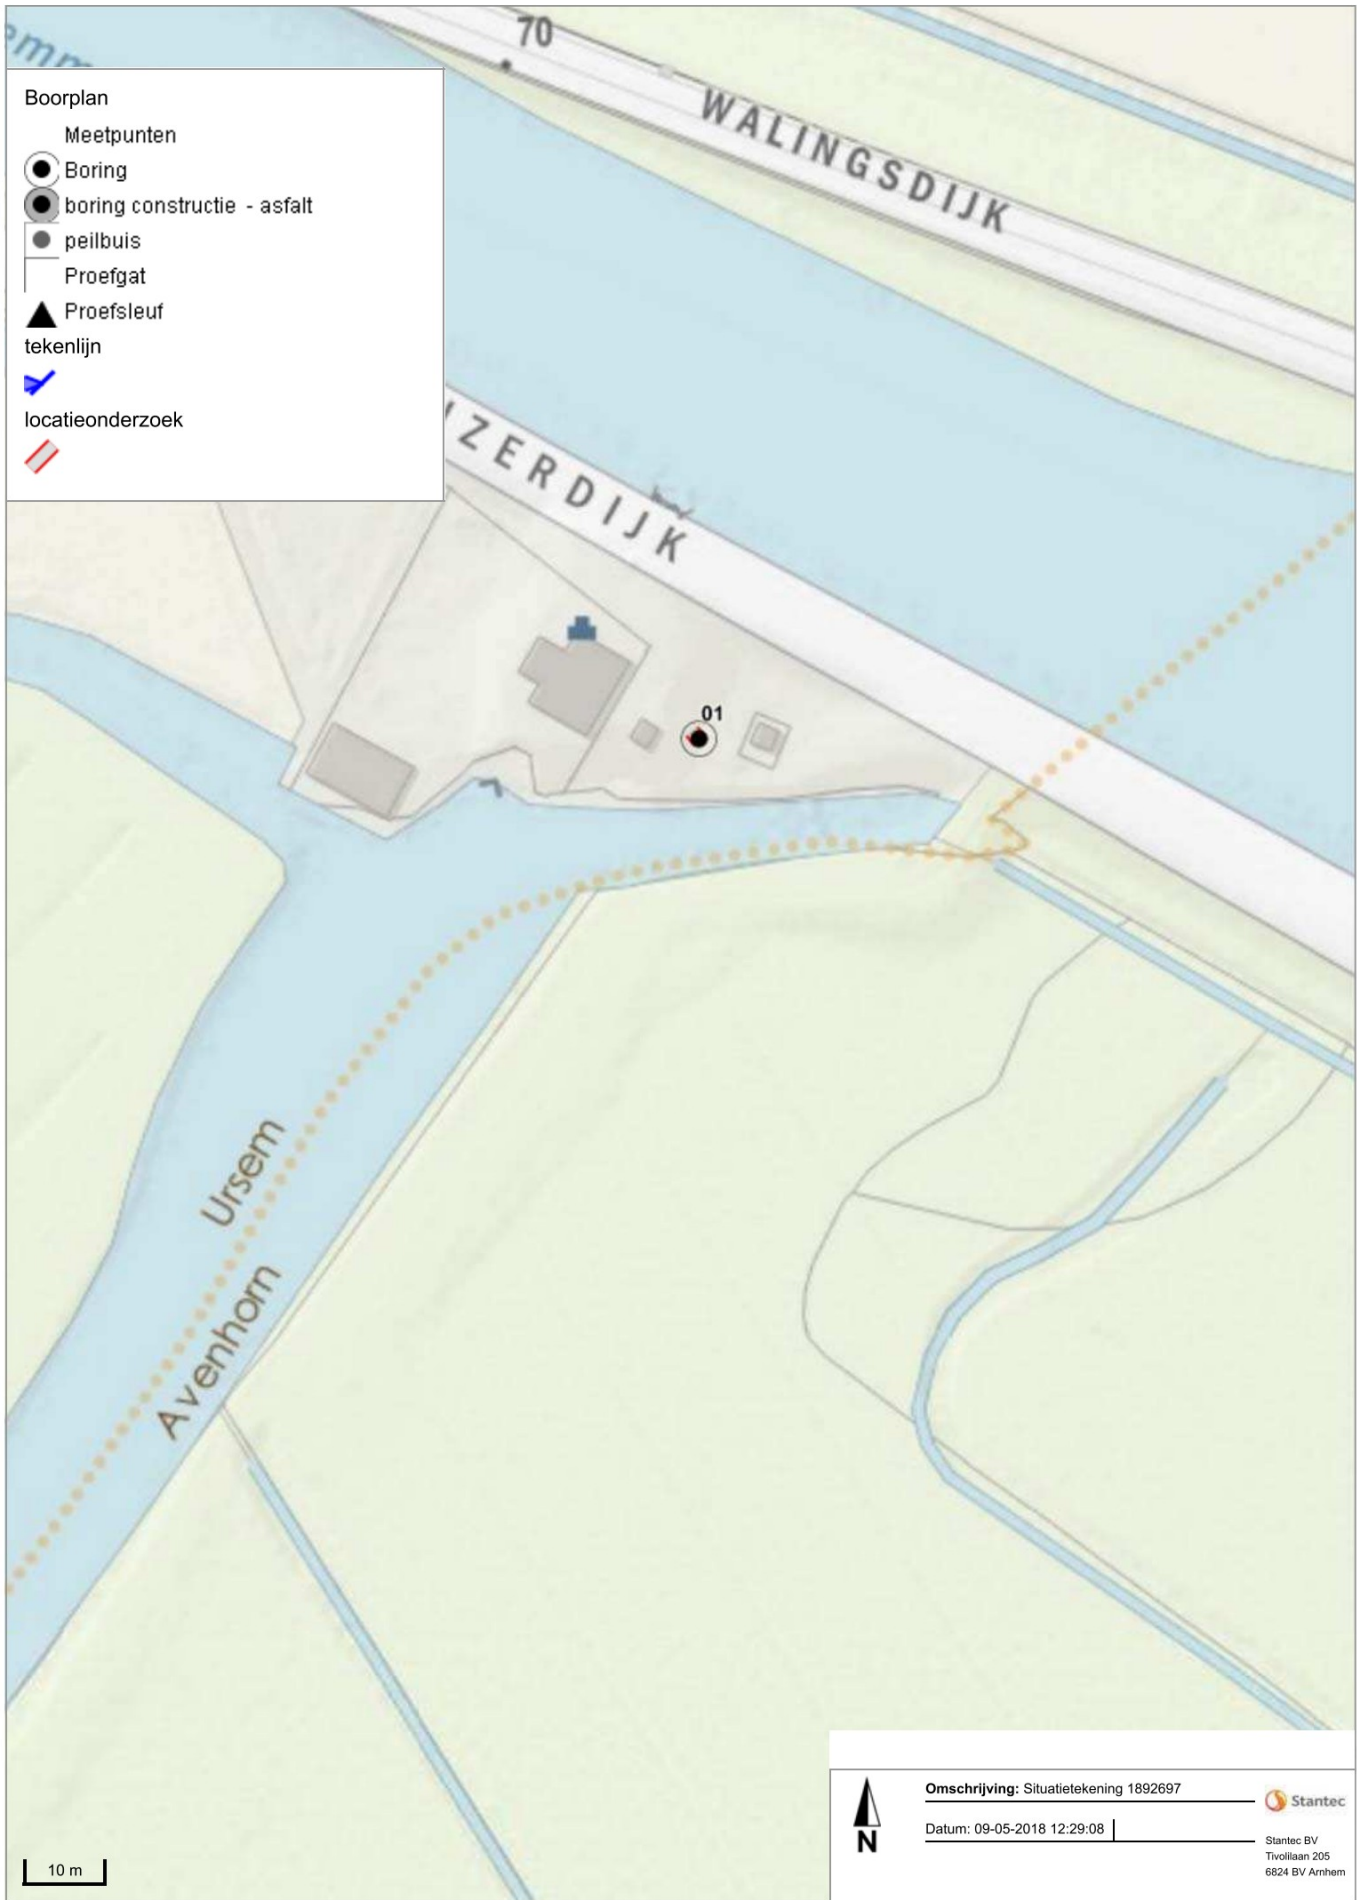 70
WALINGSDIJK
Boorplan
Meetpunten
Boring
boring constructie - asfalt
peilbuis
Proefgat
Proefsleuf
tekenlijn
locatieonderzoek
ZERDIJK
01
Ursem
Avenhorn
Omschrijving: Situatietekening 1892697
Stantec
Datum: 09-05-2018 12:29:08
Stantec BV
Tivolilaan 205
6824 BV Arnhem
N
10 m